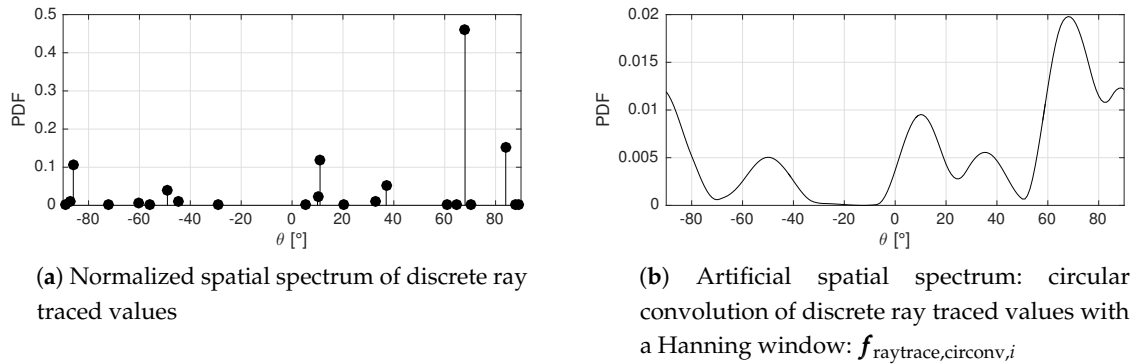 0.5
0.4
0.3
0.2
0.1
0
PDF
-80 -60 -40 -20 0 20 40 60 80
θ [°]
(a) Normalized spatial spectrum of discrete ray
traced values
0.02
0.015
0.01
0.005
0
PDF
-80 -60 -40 -20 0 20 40 60 80
θ [°]
(b) Artificial spatial spectrum: circular
convolution of discrete ray traced values with
a Hanning window: f raytrace,circonv,i